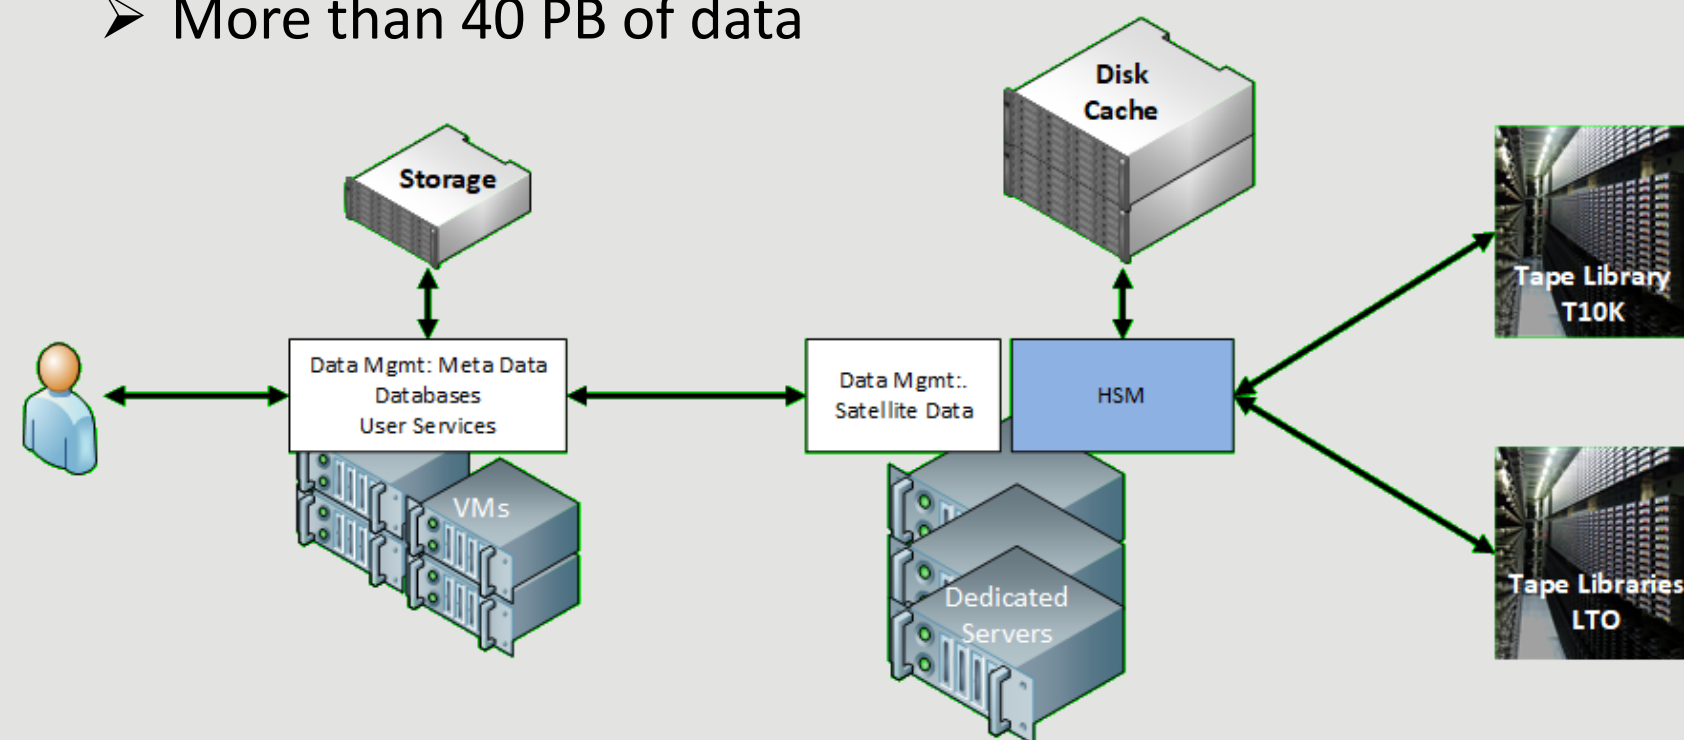 ➢ More than 40 PB of data
Disk
Cache
Storage
Tape Library
T10K
Data Mgmt: Meta Data
Databases
User Services
Data Mgmt:.
Satellite Data
HSM
VMs
Dedicated
Servers
Tape Libraries
LTO